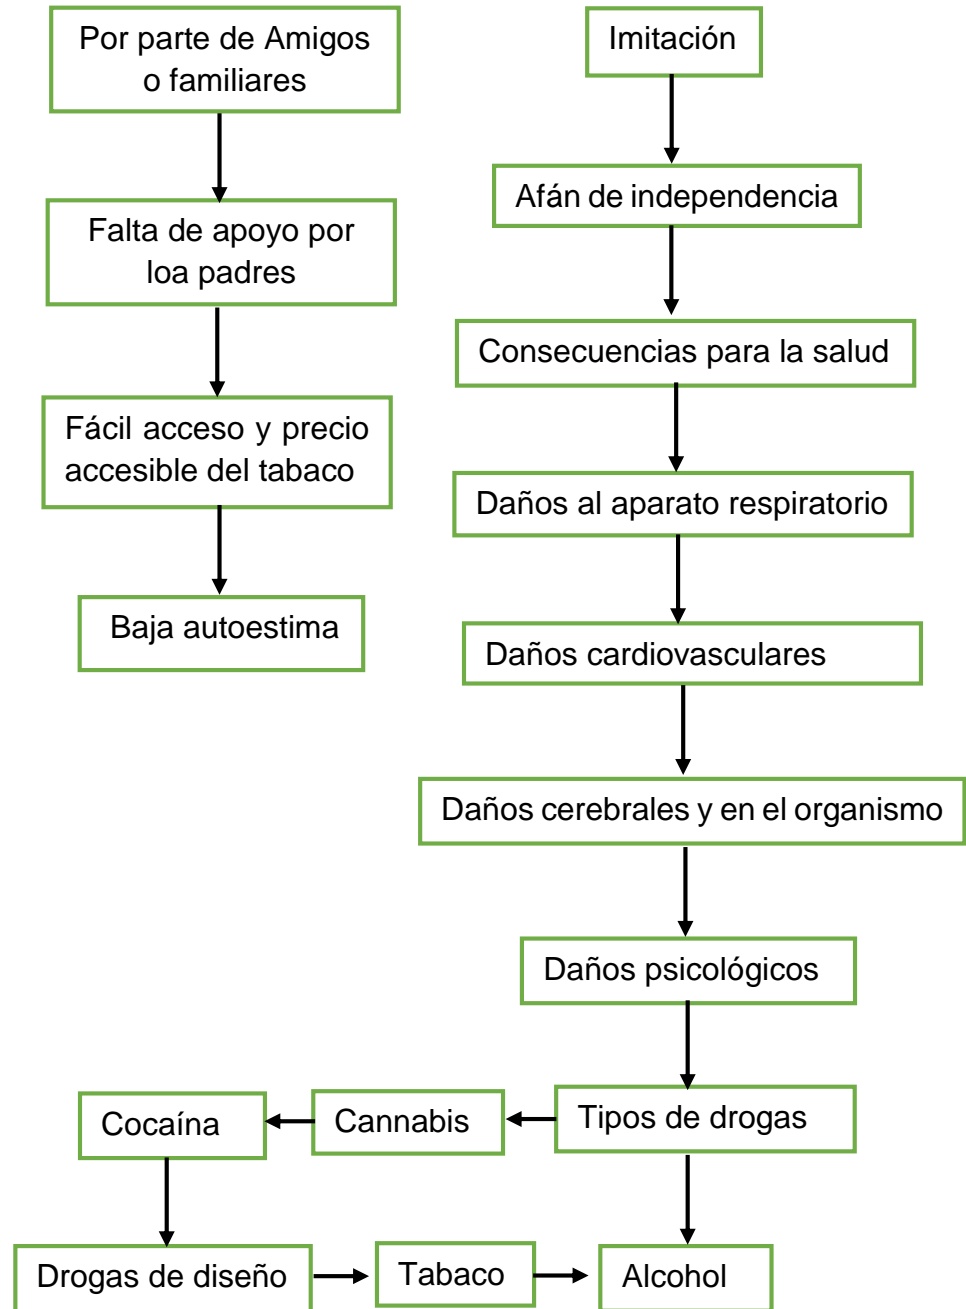 Por parte de Amigos
o familiares
Falta de apoyo por
loa padres
Fácil acceso y precio
accesible del tabaco
Baja autoestima
Imitación
Afán de independencia
Consecuencias para la salud
Daños al aparato respiratorio
Daños cardiovasculares
Daños cerebrales y en el organismo
Daños psicológicos
Tipos de drogas
Cannabis
Cocaína
Drogas de diseño
Tabaco
Alcohol